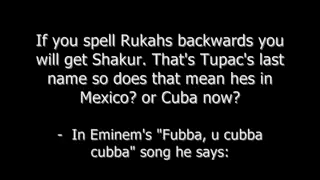 If you spell Rukahs backwards you
will get Shakur. That's Tupac's last
name so does that mean hes in
Mexico? or Cuba now?
- In Eminem's "Fubba, u cubba
cubba" song he says: